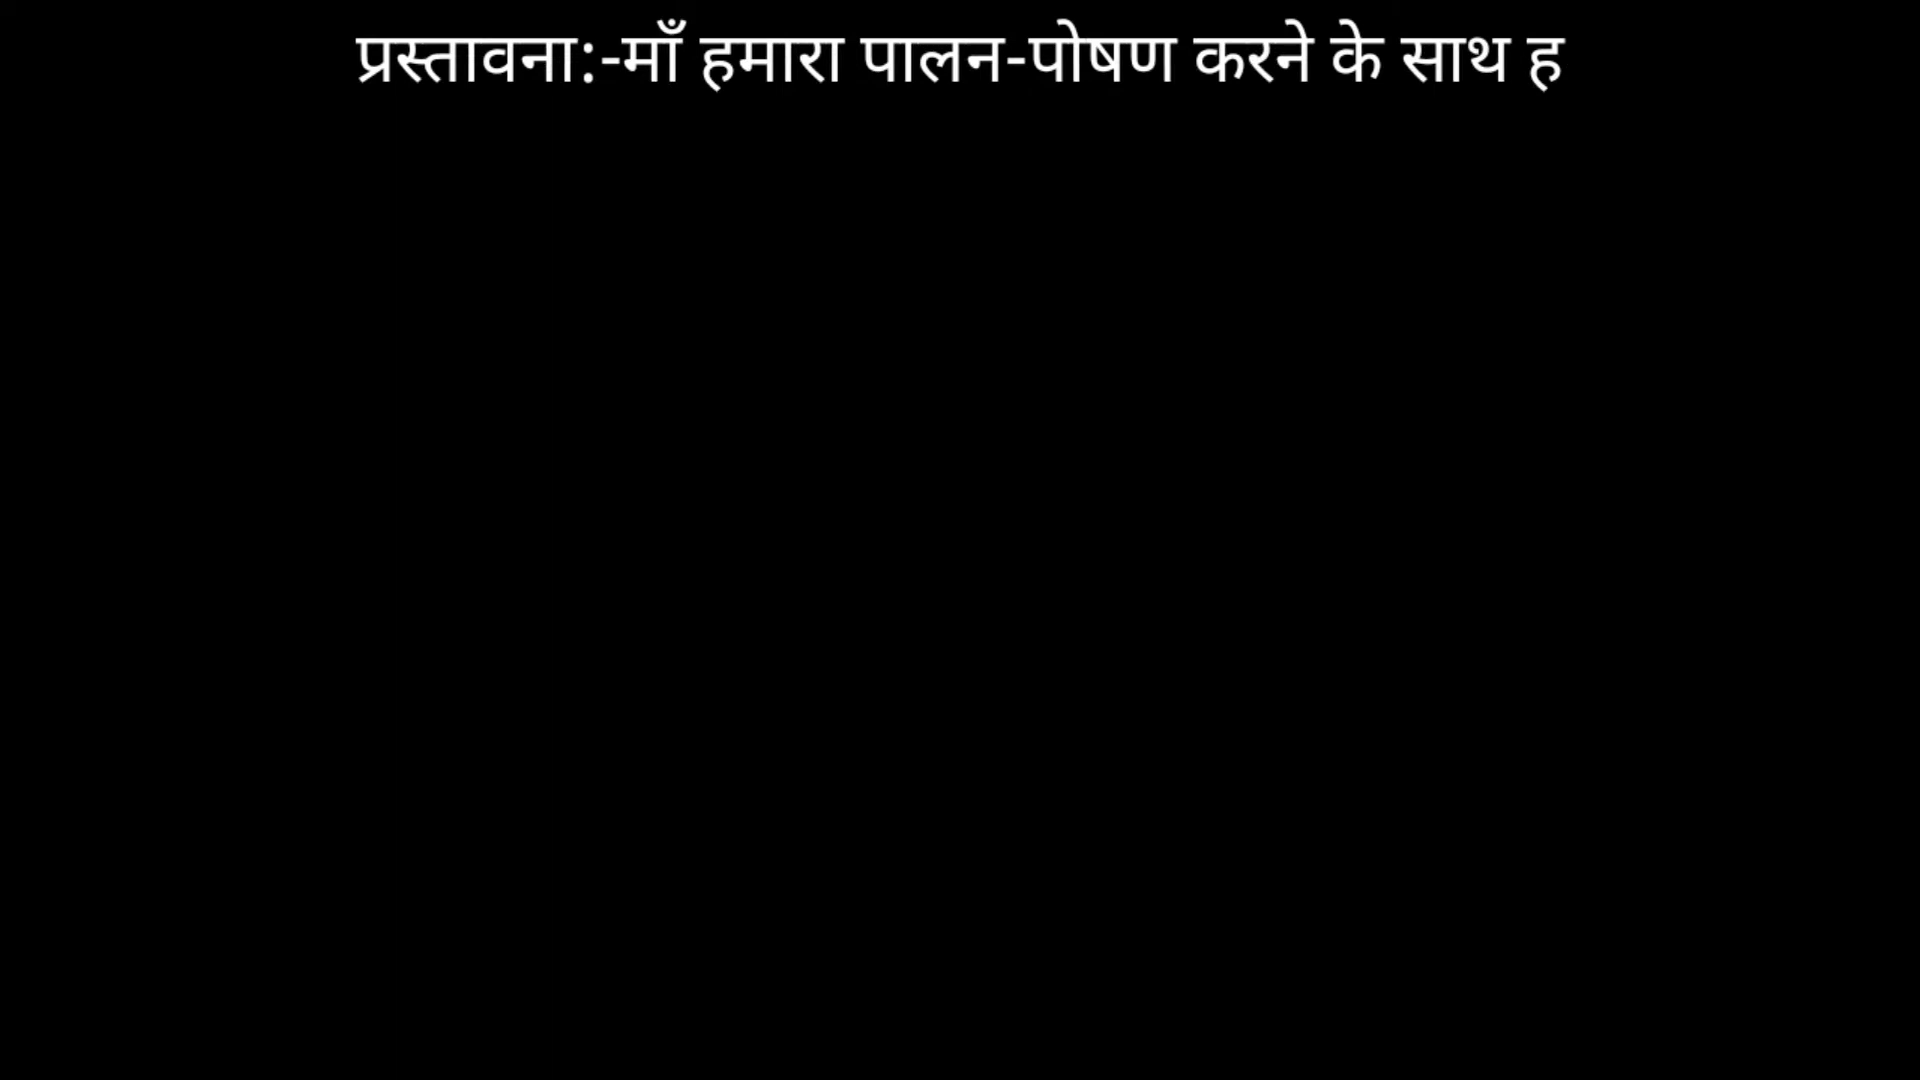 प्रस्तावना:-माँ हमारा पालन-पोषण करने के साथ ह